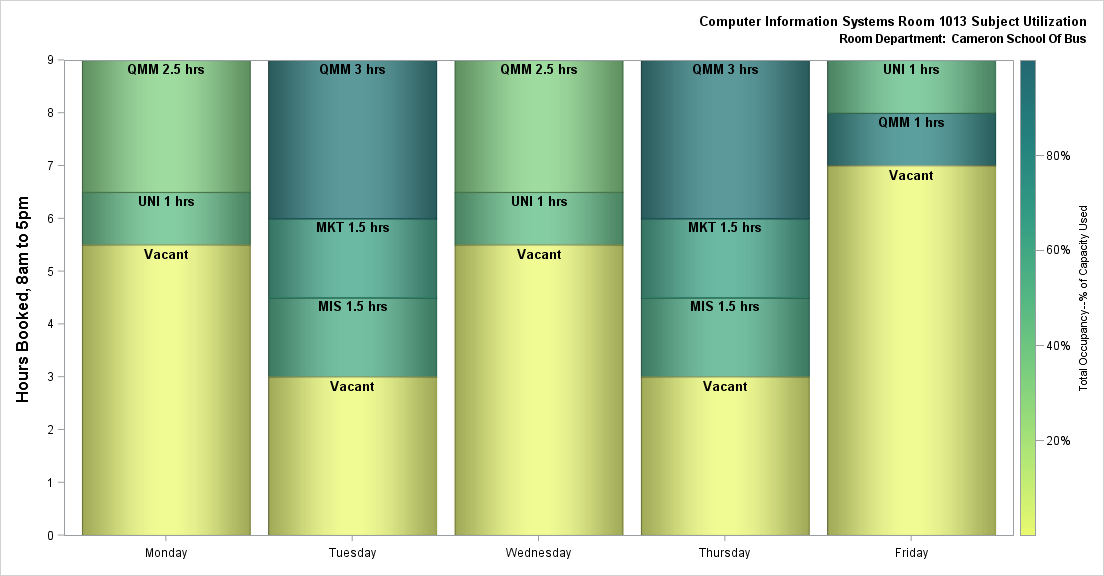 Computer Information Systems Room 1013 Subject Utilization
Room Department: Cameron School Of Bus
Hours Booked, 8am to 5pm
9
8
7
6
5
4
3
2
1
0
QMM 2.5 hrs
UNI 1 hrs
Vacant
Monday
QMM 3 hrs
MKT 1.5 hrs
MIS 1.5 hrs
Vacant
Tuesday
QMM 2.5 hrs
UNI 1 hrs
Vacant
Wednesday
QMM 3 hrs
MKT 1.5 hrs
MIS 1.5 hrs
Vacant
Thursday
UNI 1 hrs
QMM 1 hrs
Vacant
Friday
80%
60%
40%
20%
Total Occupancy--% of Capacity Used